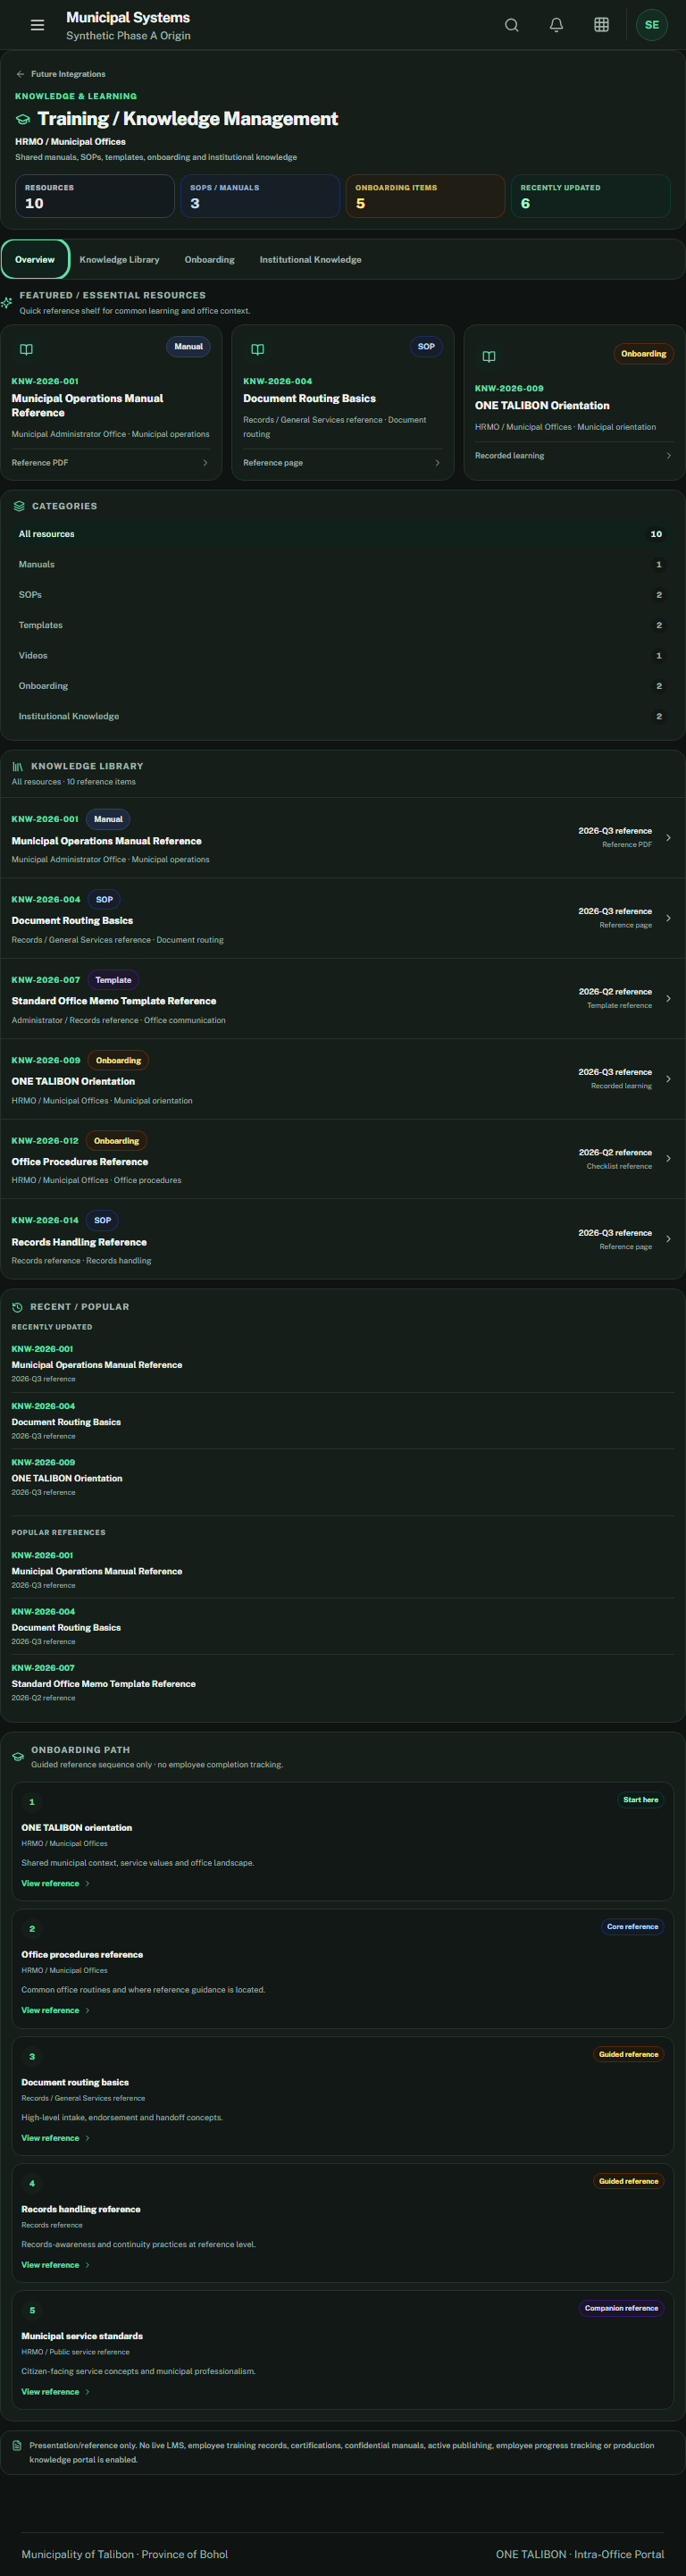 Municipal Systems
Synthetic Phase A Origin
SE
Future Integrations
KNOWLEDGE & LEARNING
Training / Knowledge Management
HRMO / Municipal Offices
Shared manuals, SOPs, templates, onboarding and institutional knowledge
RESOURCES
10
SOPS / MANUALS
3
ONBOARDING ITEMS
5
RECENTLY UPDATED
6
Overview
Knowledge Library
Onboarding
Institutional Knowledge
FEATURED / ESSENTIAL RESOURCES
Quick reference shelf for common learning and office context.
Manual
KNW-2026-001
Municipal Operations Manual
Reference
Municipal Administrator Office · Municipal operations
Reference PDF
SOP
KNW-2026-004
Document Routing Basics
Records / General Services reference · Document
routing
Reference page
Onboarding
KNW-2026-009
ONE TALIBON Orientation
HRMO / Municipal Offices · Municipal orientation
Recorded learning
CATEGORIES
All resources 10
Manuals 1
SOPs 2
Templates 2
Videos 1
Onboarding 2
Institutional Knowledge 2
KNOWLEDGE LIBRARY
All resources · 10 reference items
KNW-2026-001 Manual
Municipal Operations Manual Reference
Municipal Administrator Office · Municipal operations
2026-Q3 reference
Reference PDF
KNW-2026-004 SOP
Document Routing Basics
Records / General Services reference · Document routing
2026-Q3 reference
Reference page
KNW-2026-007 Template
Standard Office Memo Template Reference
Administrator / Records reference · Office communication
2026-Q2 reference
Template reference
KNW-2026-009 Onboarding
ONE TALIBON Orientation
HRMO / Municipal Offices · Municipal orientation
2026-Q3 reference
Recorded learning
KNW-2026-012 Onboarding
Office Procedures Reference
HRMO / Municipal Offices · Office procedures
2026-Q2 reference
Checklist reference
KNW-2026-014 SOP
Records Handling Reference
Records reference · Records handling
2026-Q3 reference
Reference page
RECENT / POPULAR
RECENTLY UPDATED
KNW-2026-001
Municipal Operations Manual Reference
2026-Q3 reference
KNW-2026-004
Document Routing Basics
2026-Q3 reference
KNW-2026-009
ONE TALIBON Orientation
2026-Q3 reference
POPULAR REFERENCES
KNW-2026-001
Municipal Operations Manual Reference
2026-Q3 reference
KNW-2026-004
Document Routing Basics
2026-Q3 reference
KNW-2026-007
Standard Office Memo Template Reference
2026-Q2 reference
ONBOARDING PATH
Guided reference sequence only · no employee completion tracking.
1
Start here
ONE TALIBON orientation
HRMO / Municipal Offices
Shared municipal context, service values and office landscape.
View reference
2
Core reference
Office procedures reference
HRMO / Municipal Offices
Common office routines and where reference guidance is located.
View reference
3
Guided reference
Document routing basics
Records / General Services reference
High-level intake, endorsement and handoff concepts.
View reference
4
Guided reference
Records handling reference
Records reference
Records-awareness and continuity practices at reference level.
View reference
5
Companion reference
Municipal service standards
HRMO / Public service reference
Citizen-facing service concepts and municipal professionalism.
View reference
Presentation/reference only. No live LMS, employee training records, certifications, confidential manuals, active publishing, employee progress tracking or production
knowledge portal is enabled.
Municipality of Talibon · Province of Bohol
ONE TALIBON · Intra-Office Portal